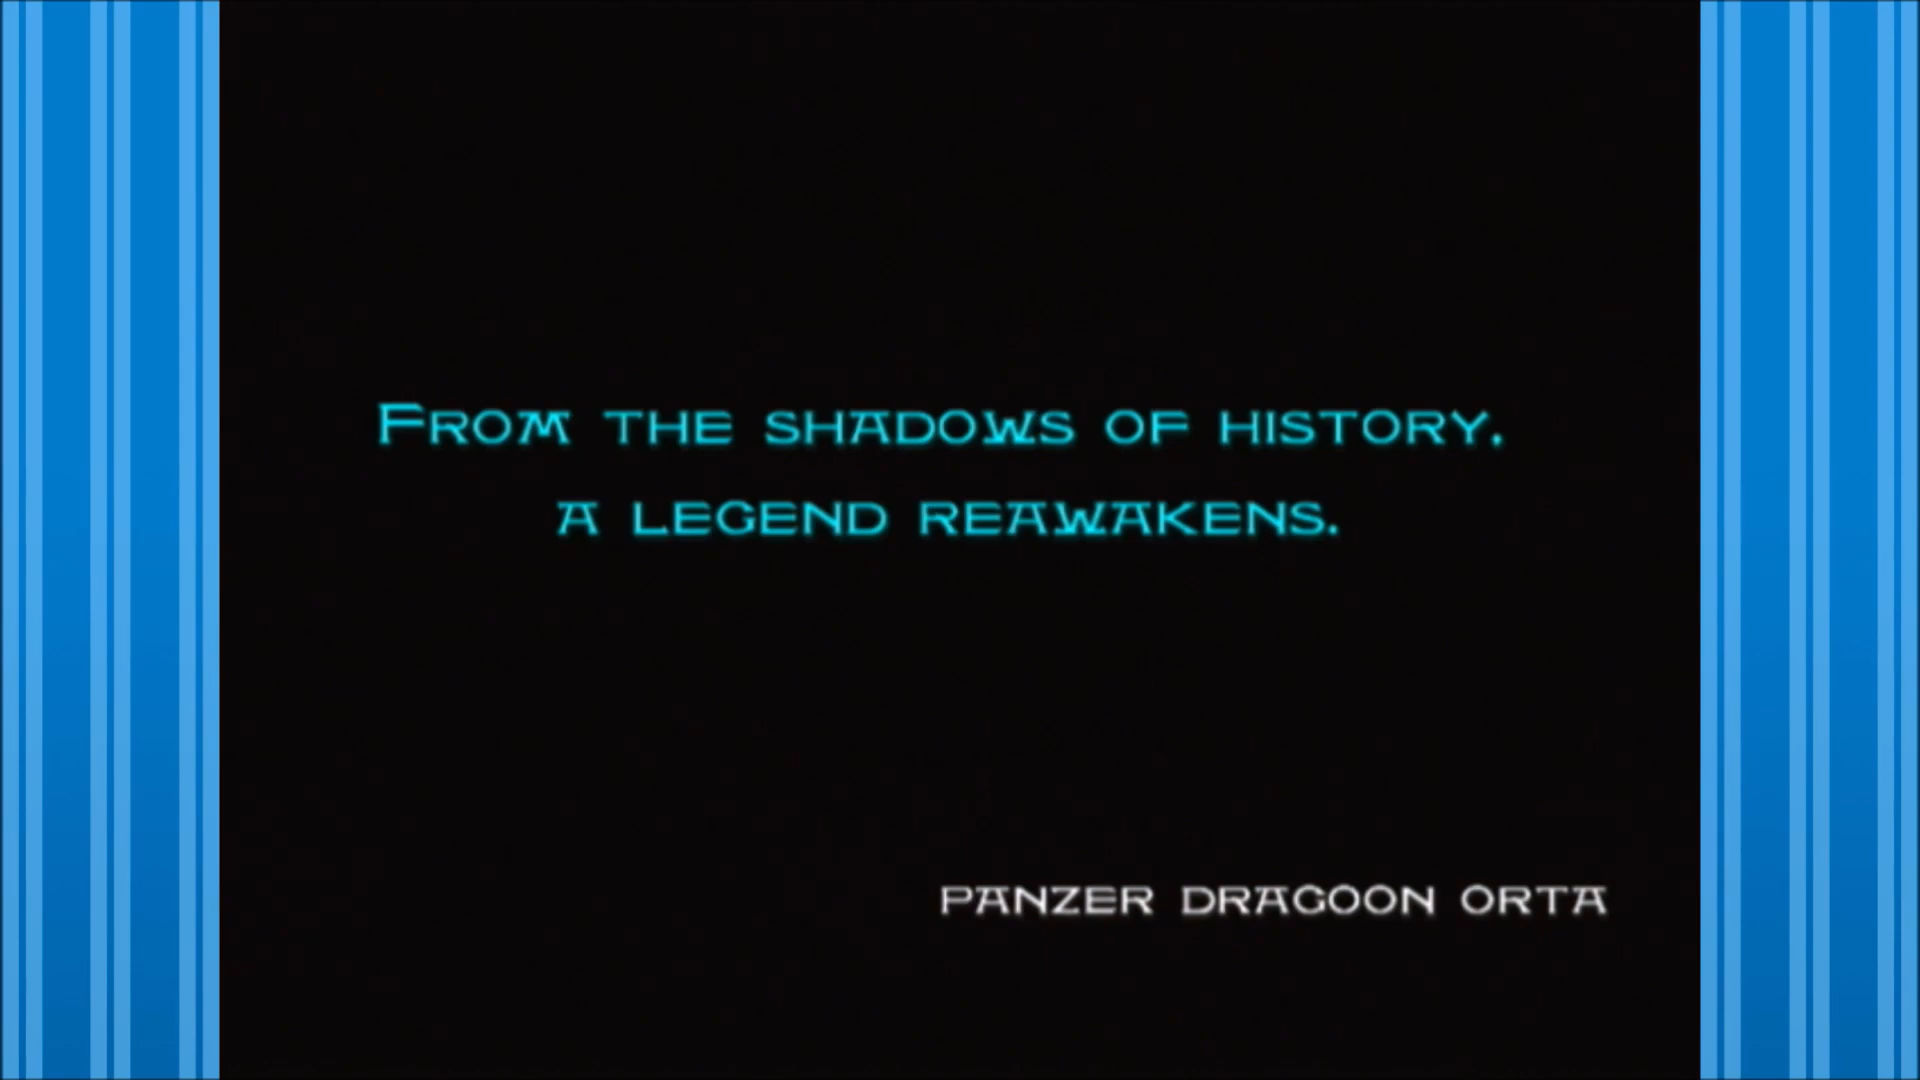 From the shadows of history,
a legend reawakens.
PANZER DRAGOON ORTA